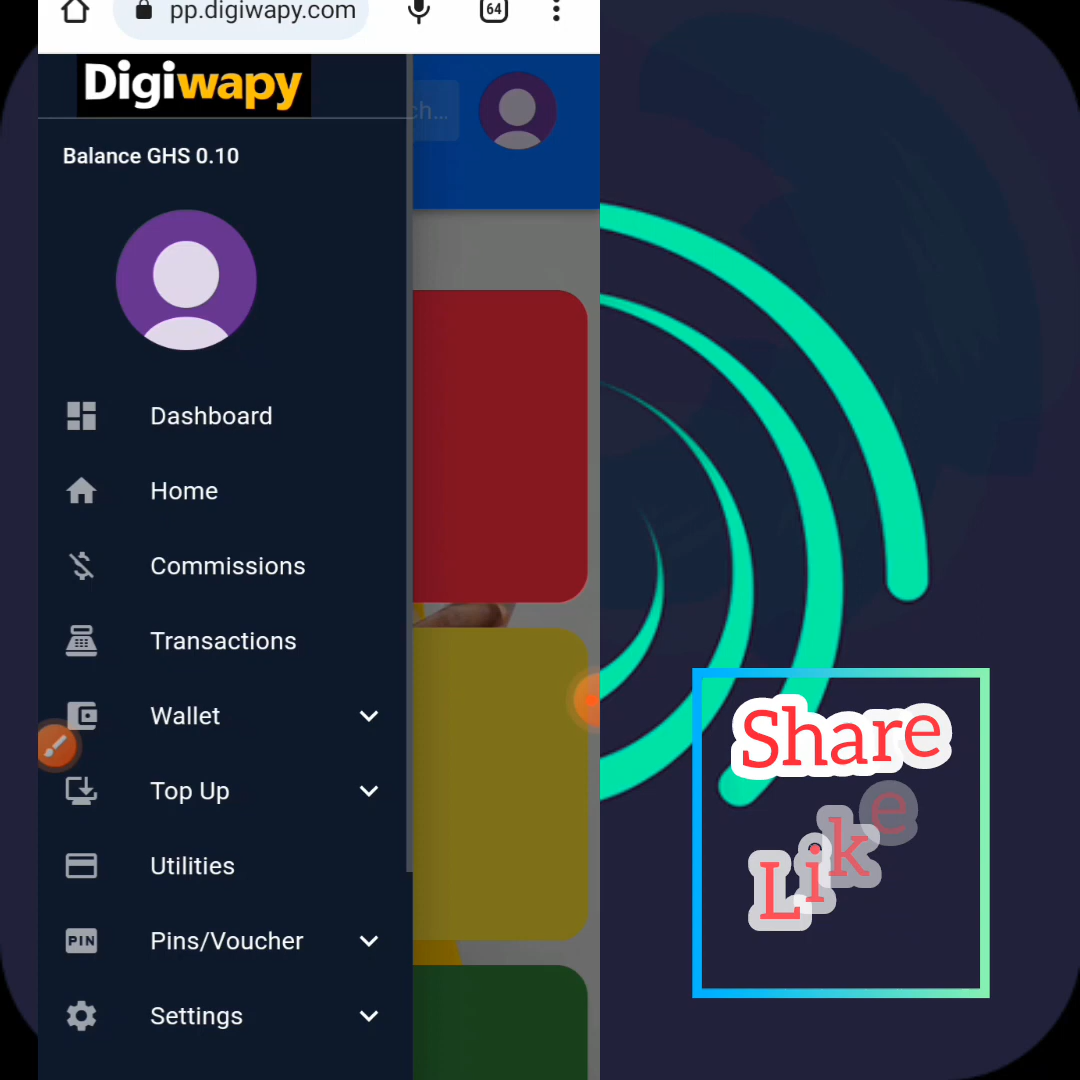 pp.digiwapy.com
64
Digiwapy
ch...
Balance GHS 0.10
Dashboard
Home
Commissions
Transactions
Wallet
Top Up
Utilities
PIN Pins/Voucher
Settings
Share
Like